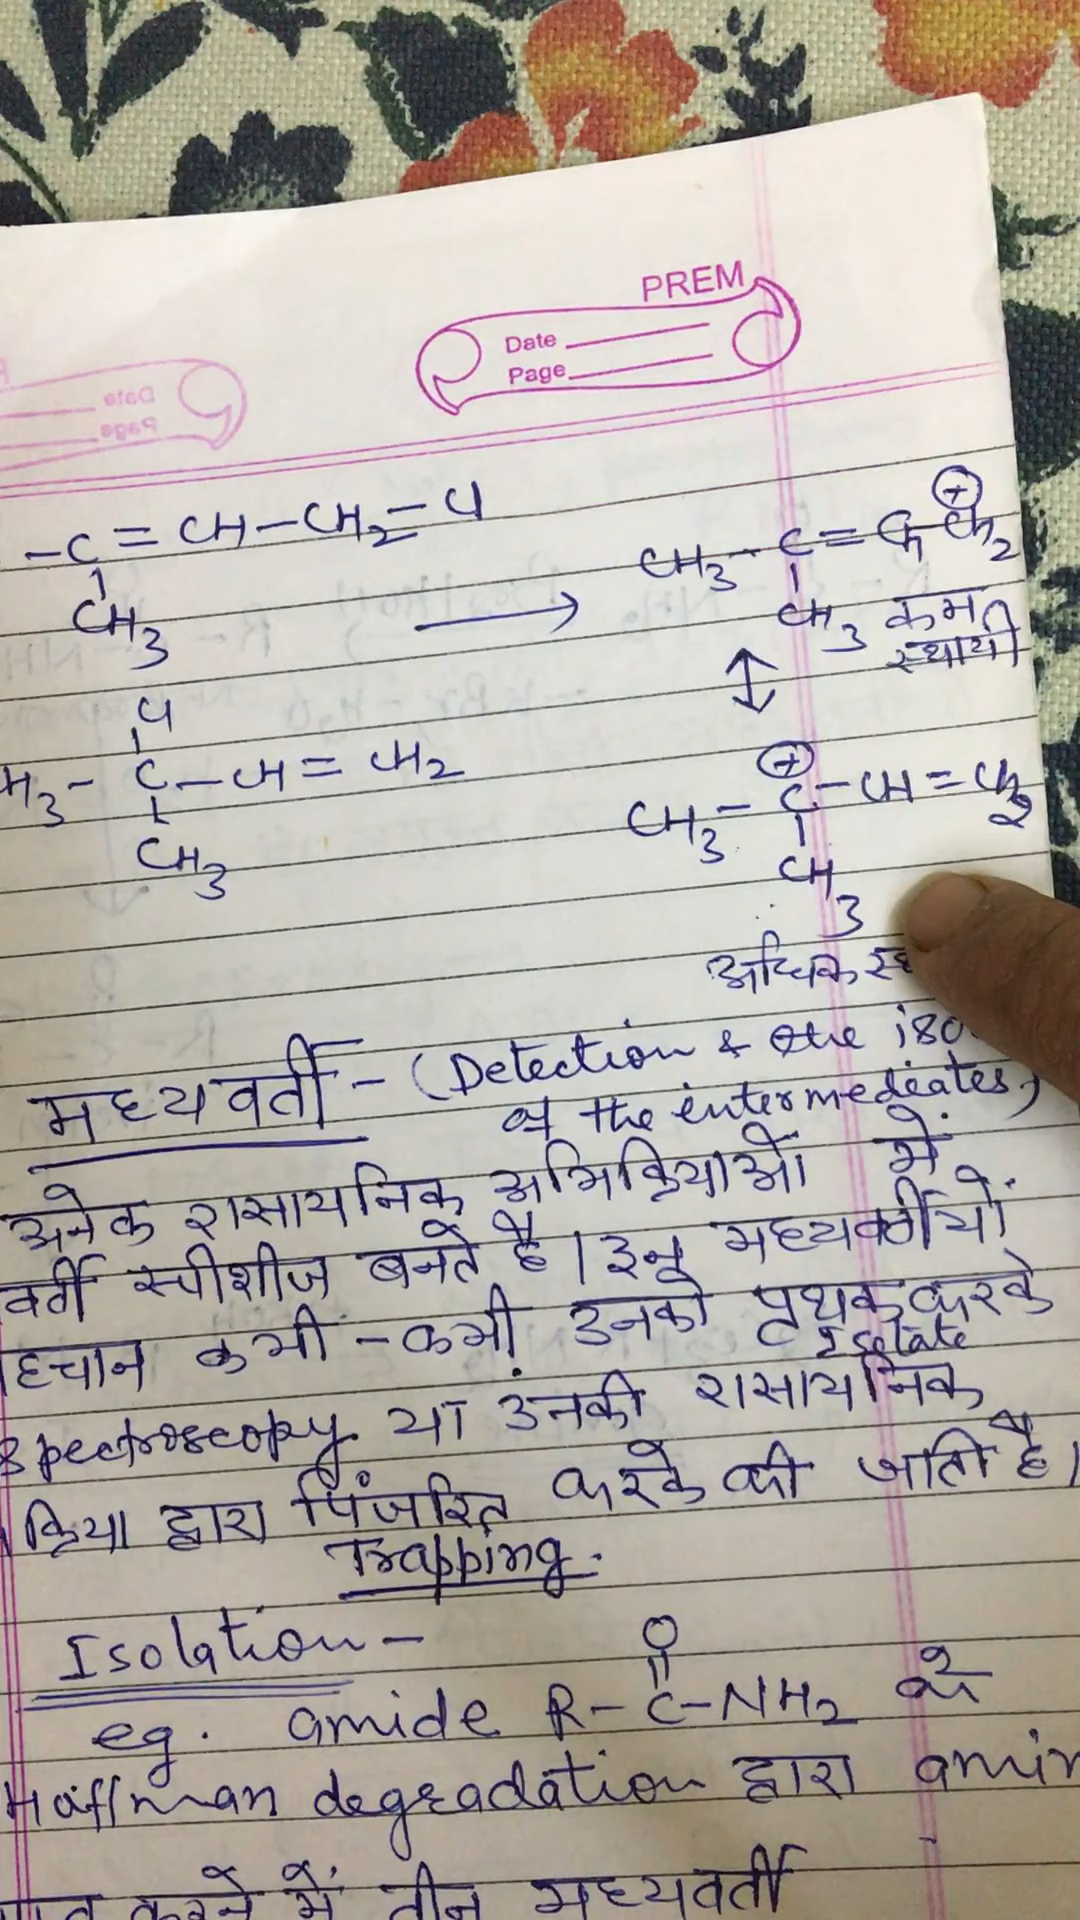 PREM
Date
Page
-C=CH-CH2-Cl
CH3
CH3-C=CH CH2
⊕
CH3 कम
स्थायी
Cl
H3-C-CH=CH2
CH3
⊕
CH3-C-CH=CH2
CH3
अधिक
मध्यवर्ती - (Detection & the
of the intermediates)
अनेक रासायनिक अभिक्रियाओं में
वर्ती स्पीशीज बनते है । इन मध्यवर्तीयों
हचान कभी-कभी उनको पृथक करके
Isolate
Spectroscopy या उनकी रासायनिक
क्रिया द्वारा पिंजरित करके की जाती है।
Trapping.
Isolation-
O
eg. amide R-C-NH2 के
Hoffman degradation द्वारा amin
करने में तीन मध्यवर्ती